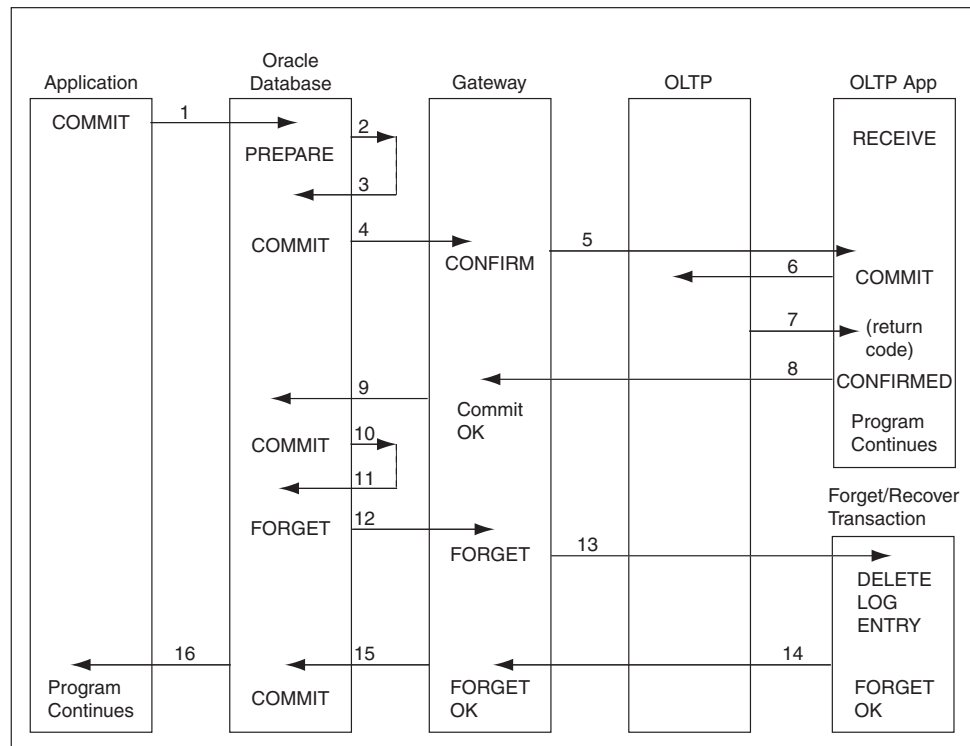 Application
Oracle
Database
Gateway
OLTP
OLTP App
COMMIT
1
2
PREPARE
3
RECEIVE
COMMIT
4
CONFIRM
5
6
COMMIT
7
(return
code)
8
CONFIRMED
9
Commit
OK
Program
Continues
COMMIT
10
11
Forget/Recover
Transaction
FORGET
12
FORGET
13
DELETE
LOG
ENTRY
16
15
14
Program
Continues
COMMIT
FORGET
OK
FORGET
OK